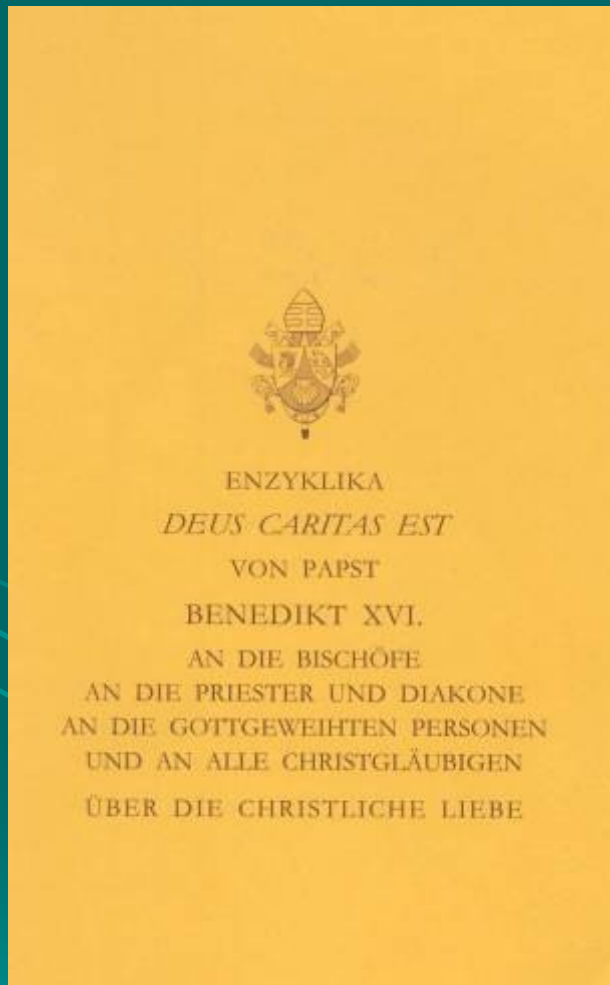 ENZYKLIKA
DEUS CARITAS EST
VON PAPST
BENEDIKT XVI.
AN DIE BISCHÖFE
AN DIE PRIESTER UND DIAKONE
AN DIE GOTTGEWEIHTEN PERSONEN
UND AN ALLE CHRISTGLÄUBIGEN
ÜBER DIE CHRISTLICHE LIEBE